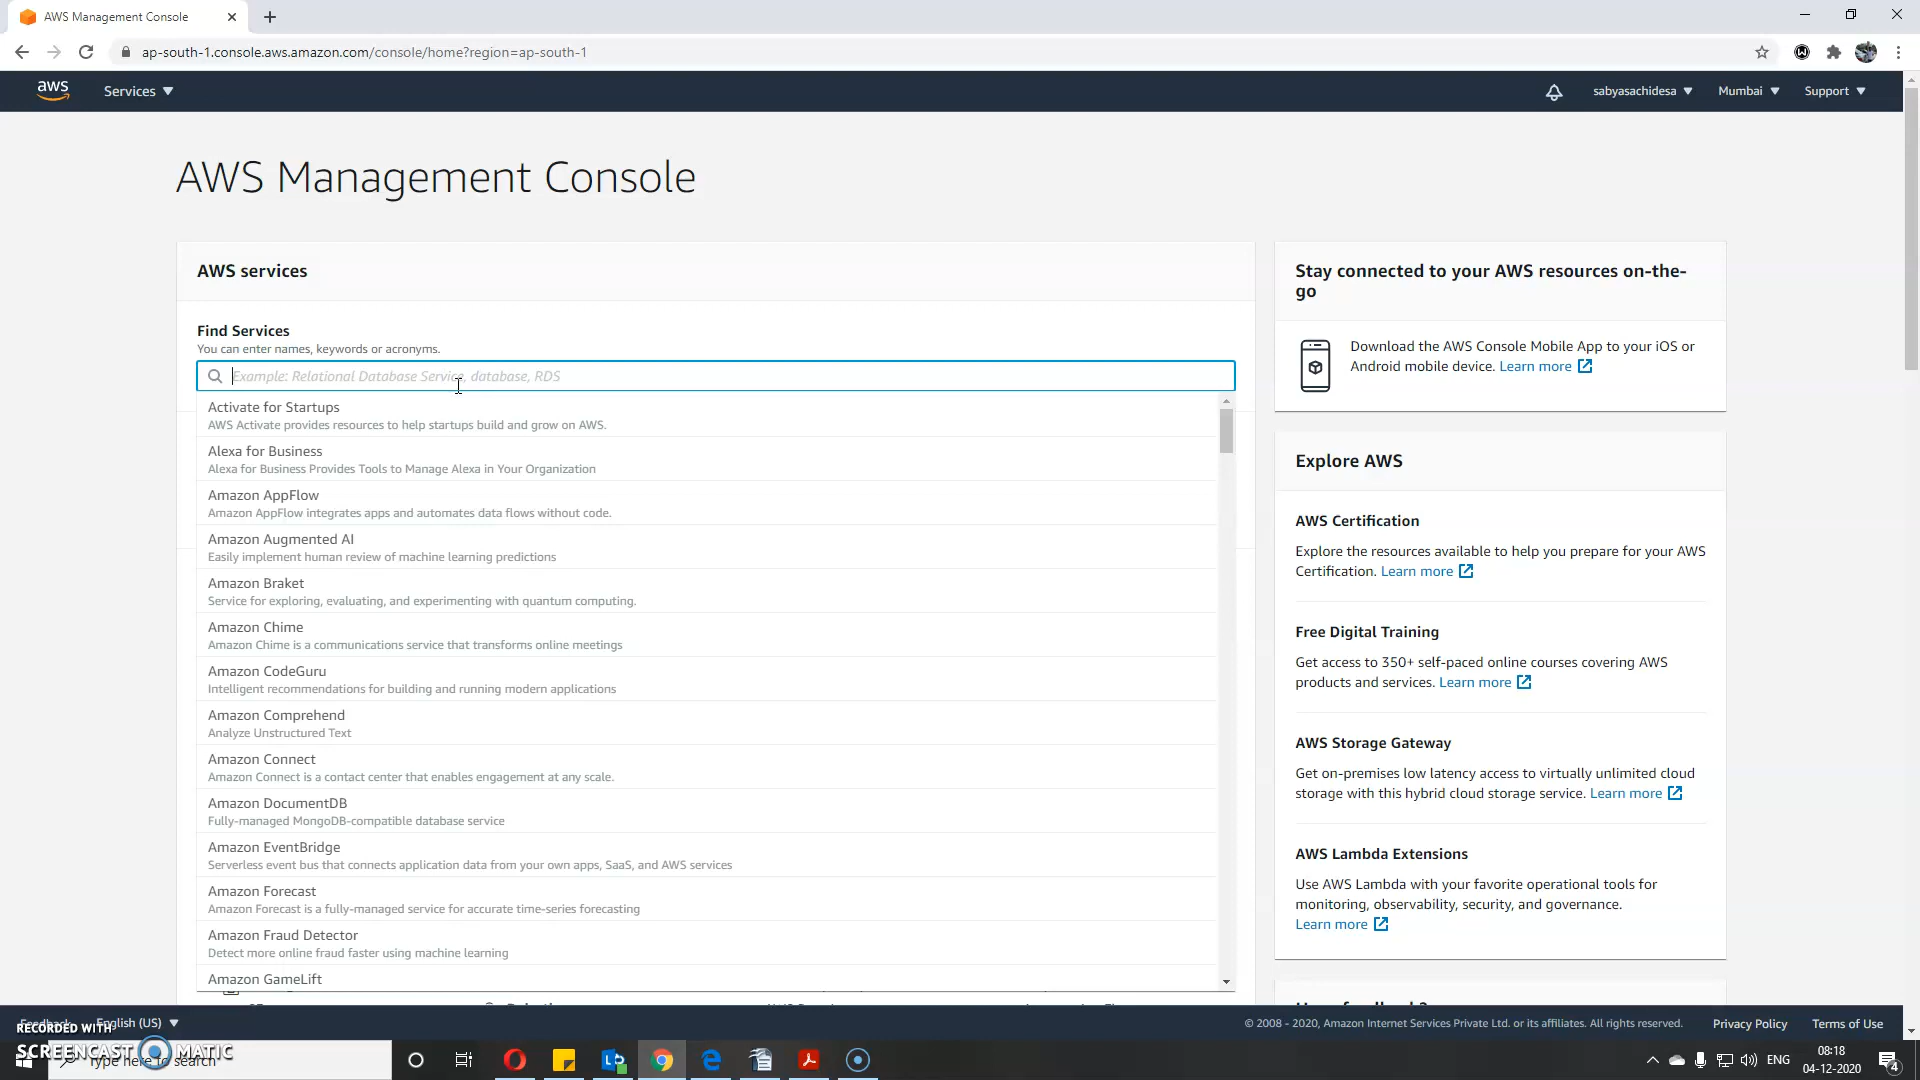 AWS Management Console
ap-south-1.console.aws.amazon.com/console/home?region=ap-south-1
aws
Services
sabyasachidesa
Mumbai
Support
AWS Management Console
AWS services
Find Services
You can enter names, keywords or acronyms.
Example: Relational Database Service, database, RDS
Activate for Startups
AWS Activate provides resources to help startups build and grow on AWS.
Alexa for Business
Alexa for Business Provides Tools to Manage Alexa in Your Organization
Amazon AppFlow
Amazon AppFlow integrates apps and automates data flows without code.
Amazon Augmented AI
Easily implement human review of machine learning predictions
Amazon Braket
Service for exploring, evaluating, and experimenting with quantum computing.
Amazon Chime
Amazon Chime is a communications service that transforms online meetings
Amazon CodeGuru
Intelligent recommendations for building and running modern applications
Amazon Comprehend
Analyze Unstructured Text
Amazon Connect
Amazon Connect is a contact center that enables engagement at any scale.
Amazon DocumentDB
Fully-managed MongoDB-compatible database service
Amazon EventBridge
Serverless event bus that connects application data from your own apps, SaaS, and AWS services
Amazon Forecast
Amazon Forecast is a fully-managed service for accurate time-series forecasting
Amazon Fraud Detector
Detect more online fraud faster using machine learning
Amazon GameLift
Stay connected to your AWS resources on-the-
go
Download the AWS Console Mobile App to your iOS or
Android mobile device. Learn more
Explore AWS
AWS Certification
Explore the resources available to help you prepare for your AWS
Certification. Learn more
Free Digital Training
Get access to 350+ self-paced online courses covering AWS
products and services. Learn more
AWS Storage Gateway
Get on-premises low latency access to virtually unlimited cloud
storage with this hybrid cloud storage service. Learn more
AWS Lambda Extensions
Use AWS Lambda with your favorite operational tools for
monitoring, observability, security, and governance.
Learn more
Feedback
English (US)
© 2008 - 2020, Amazon Internet Services Private Ltd. or its affiliates. All rights reserved.
Privacy Policy
Terms of Use
RECORDED WITH
SCREENCAST MATIC
Type here to search
ENG
08:18
04-12-2020
4